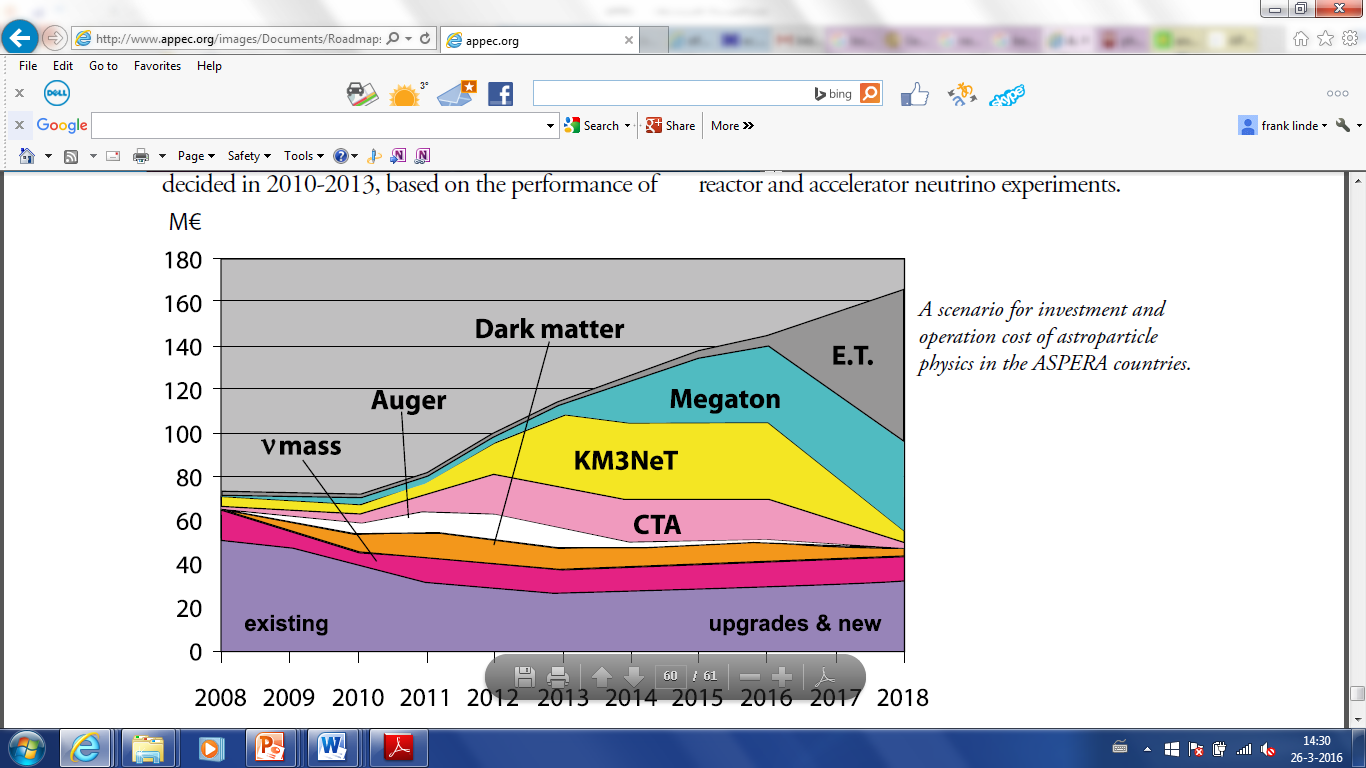 http://www.appec.org/images/Documents/Roadmap:
appec.org
File Edit Go to Favorites Help
DELL
3°
bing
skype
Google
Search
Share
More »
frank linde
Page Safety Tools
decided in 2010-2013, based on the performance of
reactor and accelerator neutrino experiments.
M€
180
160
140
120
100
80
60
40
20
0
Dark matter
Auger
ν mass
E.T.
Megaton
KM3NeT
CTA
existing
upgrades & new
A scenario for investment and
operation cost of astroparticle
physics in the ASPERA countries.
60 / 61
2008 2009 2010 2011 2012 2013 2014 2015 2016 2017 2018
14:30
26-3-2016